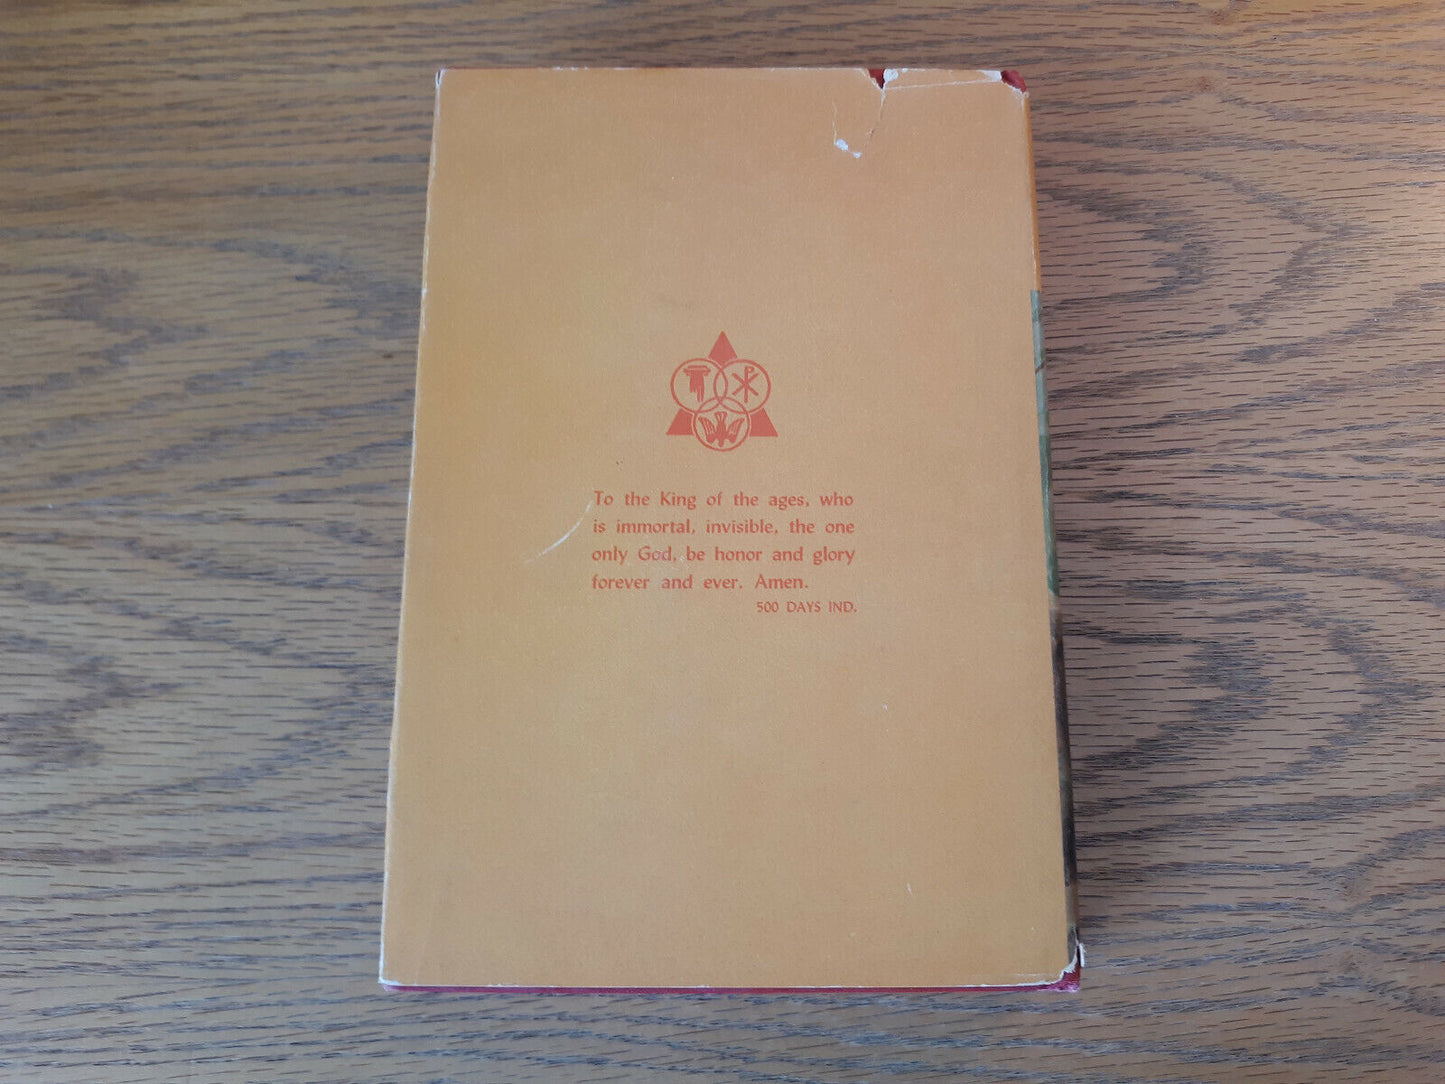 To the King of the ages, who
is immortal, invisible, the one
only God, be honor and glory
forever and ever. Amen.
500 DAYS IND.